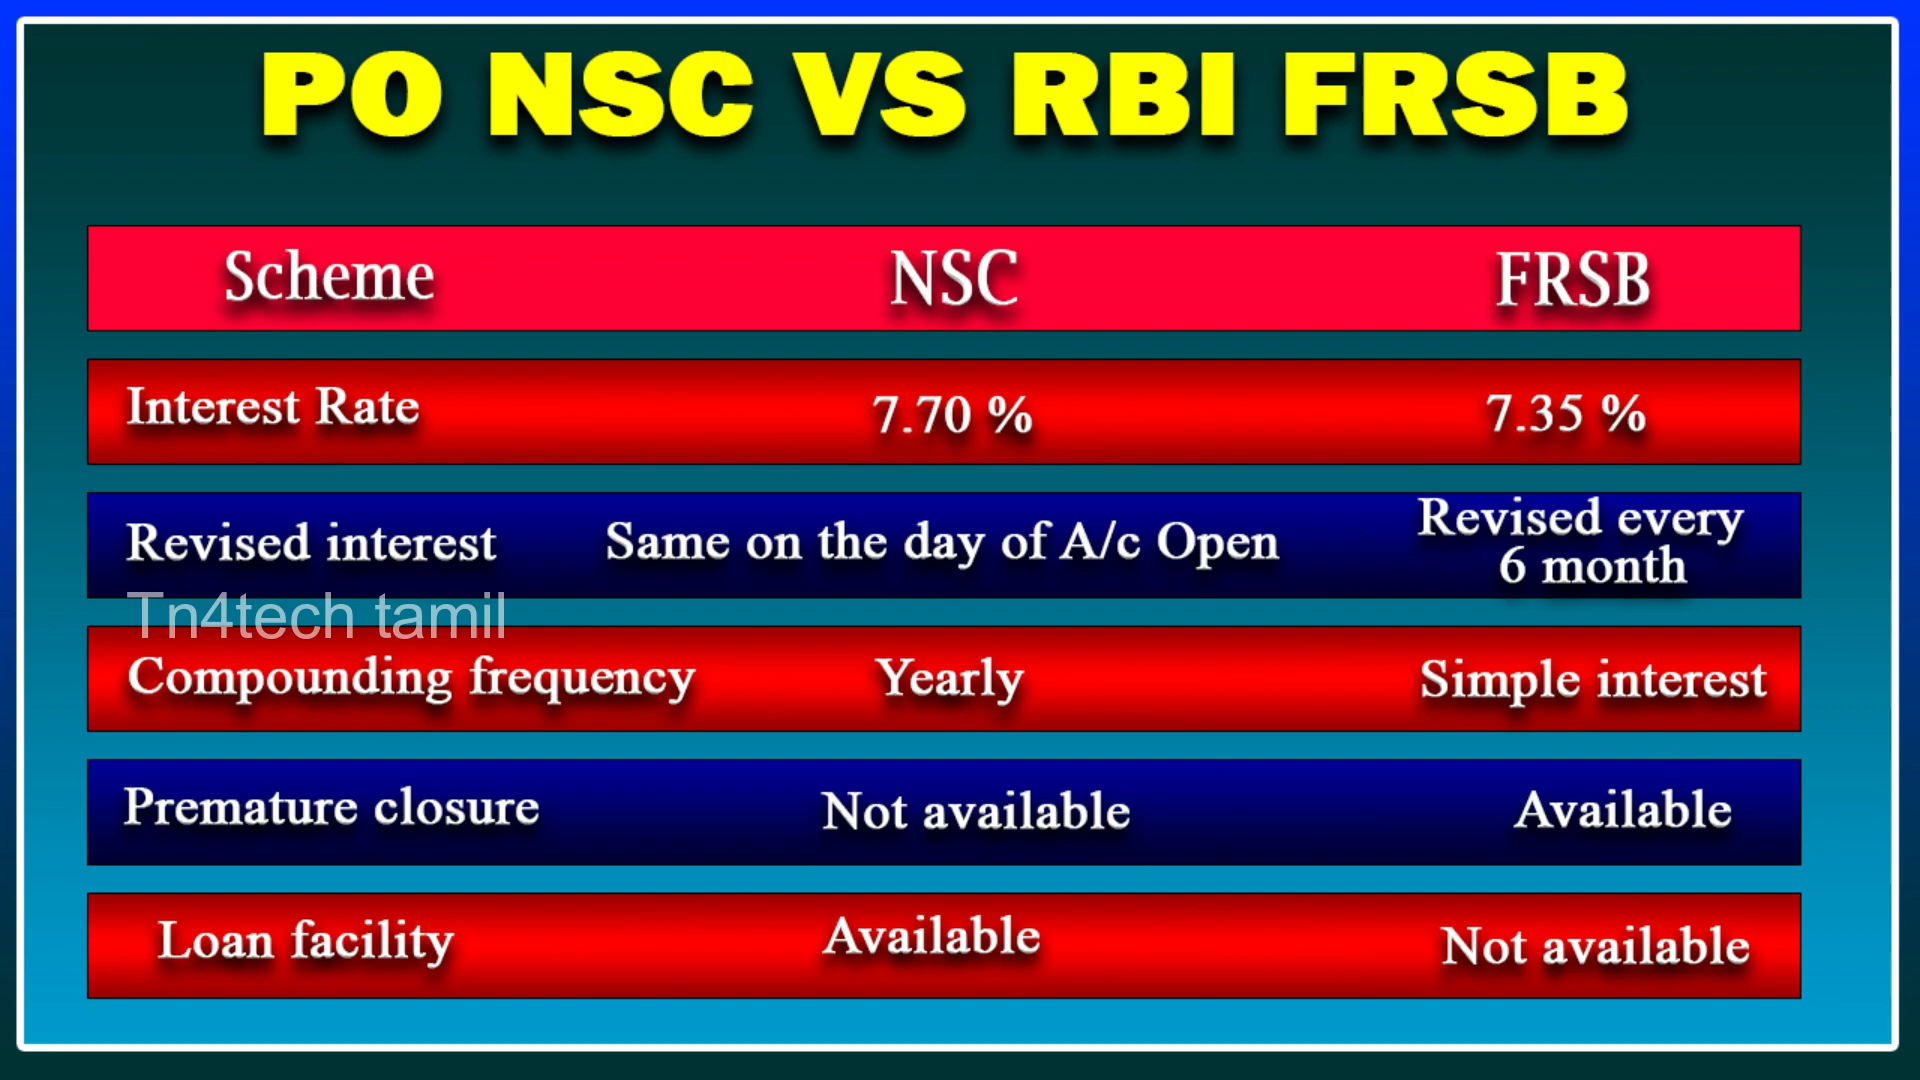 PO NSC VS RBI FRSB
Scheme NSC FRSB
Interest Rate 7.70 % 7.35 %
Revised interest Same on the day of A/c Open Revised every
6 month
Tn4tech tamil
Compounding frequency Yearly Simple interest
Premature closure Not available Available
Loan facility Available Not available